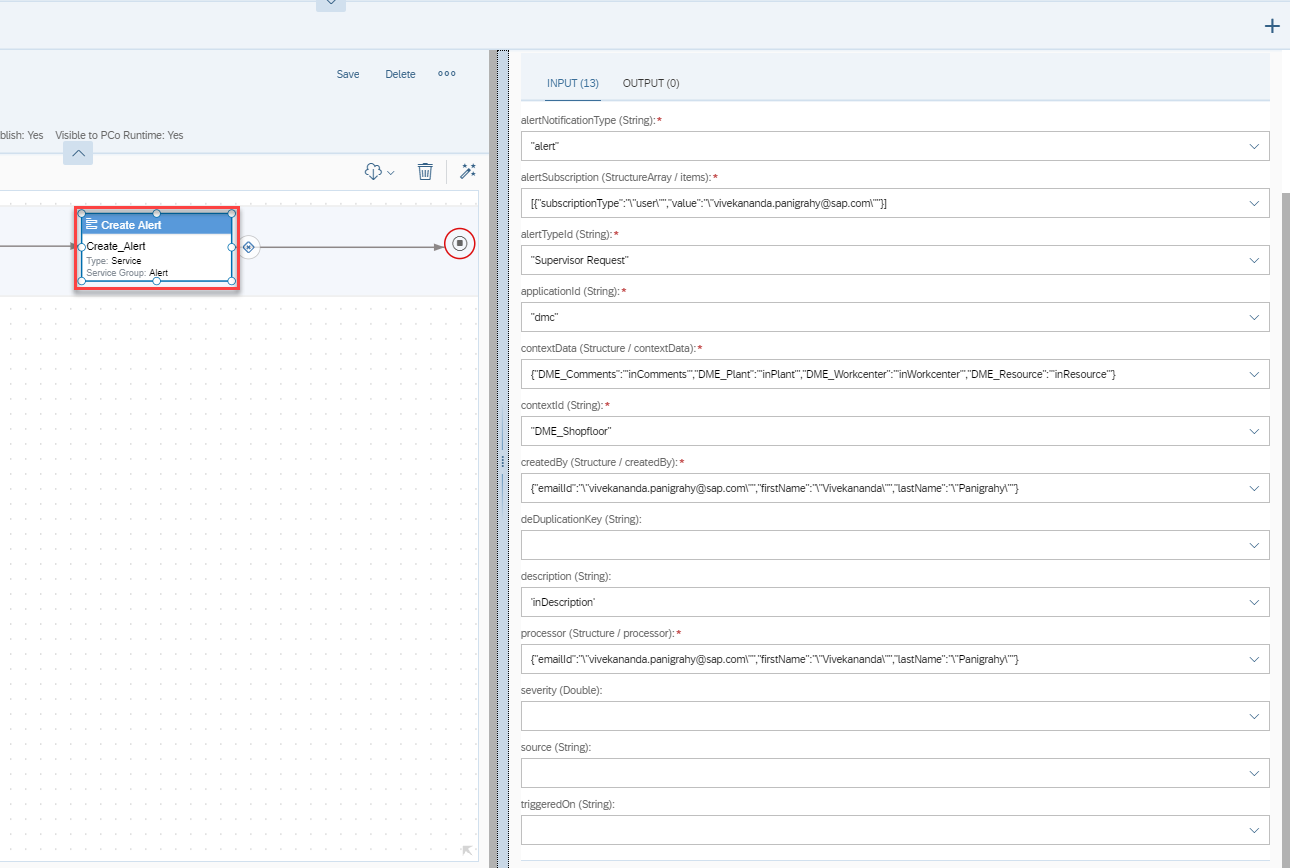 Save Delete
blish: Yes Visible to PCo Runtime: Yes
Create Alert
Create_Alert
Type: Service
Service Group: Alert
INPUT (13) OUTPUT (0)
alertNotificationType (String):*
"alert"
alertSubscription (StructureArray / items):*
[{"subscriptionType":"\"user\"","value":"\"vivekananda.panigrahy@sap.com\""}]
alertTypeId (String):*
"Supervisor Request"
applicationId (String):*
"dmc"
contextData (Structure / contextData):*
{"DME_Comments":"'inComments'","DME_Plant":"'inPlant'","DME_Workcenter":"'inWorkcenter'","DME_Resource":"'inResource'"}
contextId (String):*
"DME_Shopfloor"
createdBy (Structure / createdBy):*
{"emailId":"\"vivekananda.panigrahy@sap.com\"","firstName":"\"Vivekananda\"","lastName":"\"Panigrahy\""}
deDuplicationKey (String):
description (String):
'inDescription'
processor (Structure / processor):*
{"emailId":"\"vivekananda.panigrahy@sap.com\"","firstName":"\"Vivekananda\"","lastName":"\"Panigrahy\""}
severity (Double):
source (String):
triggeredOn (String):